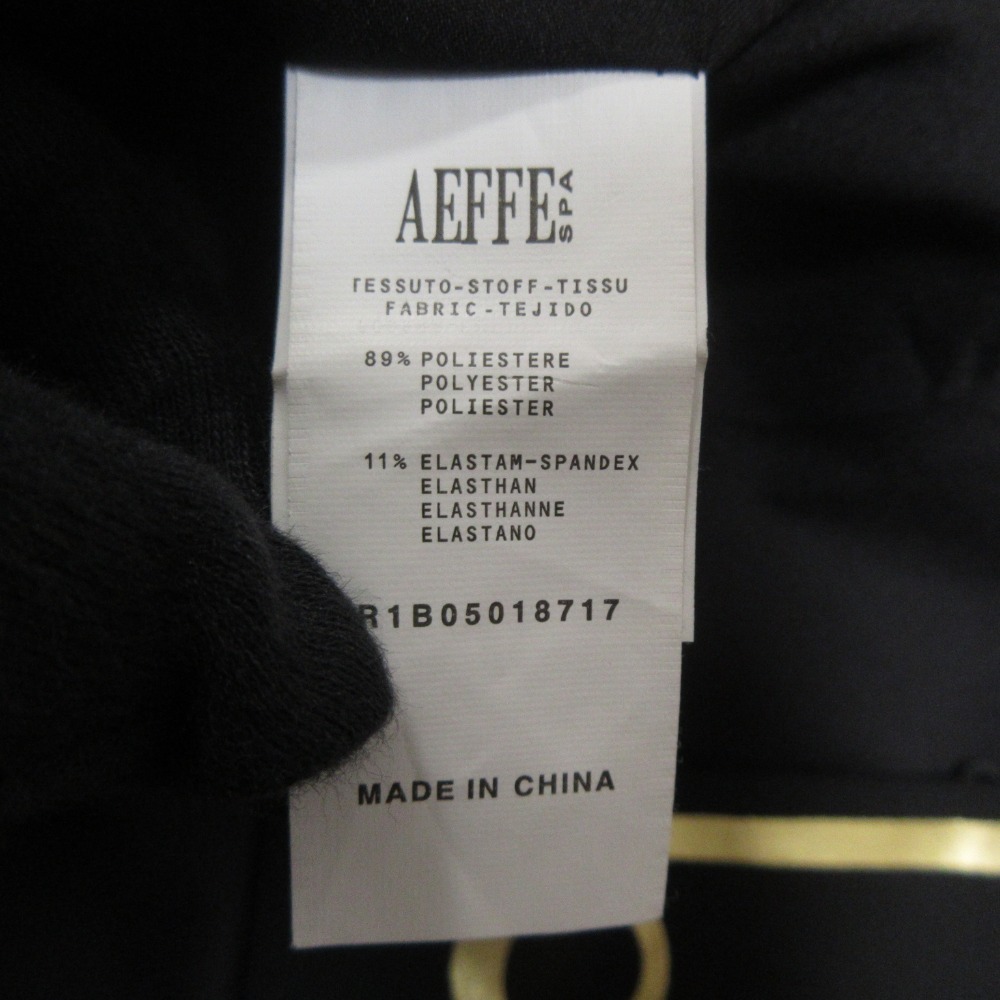 AEFFE SPA
TESSUTO-STOFF-TISSU
FABRIC-TEJIDO
89% POLIESTERE
POLYESTER
POLIESTER
11% ELASTAM-SPANDEX
ELASTHAN
ELASTHANNE
ELASTANO
R1B05018717
MADE IN CHINA